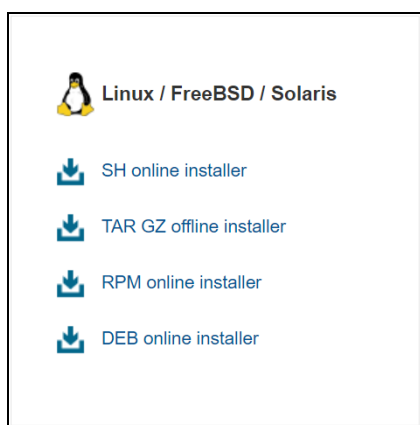 Linux / FreeBSD / Solaris
SH online installer
TAR GZ offline installer
RPM online installer
DEB online installer